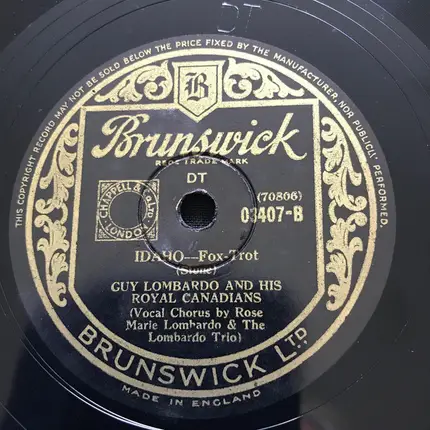 DT
THIS COPYRIGHT RECORD MAY NOT BE SOLD BELOW THE PRICE FIXED BY THE MANUFACTURER, NOR PUBLICLY PERFORMED.
B
Brunswick
REGD TRADE MARK
DT
CHAPPELL & Co LTD
LONDON
(70806)
03407-B
IDAHO—Fox-Trot
(Stone)
GUY LOMBARDO AND HIS
ROYAL CANADIANS
(Vocal Chorus by Rose
Marie Lombardo & The
Lombardo Trio)
BRUNSWICK LTD.
MADE IN ENGLAND